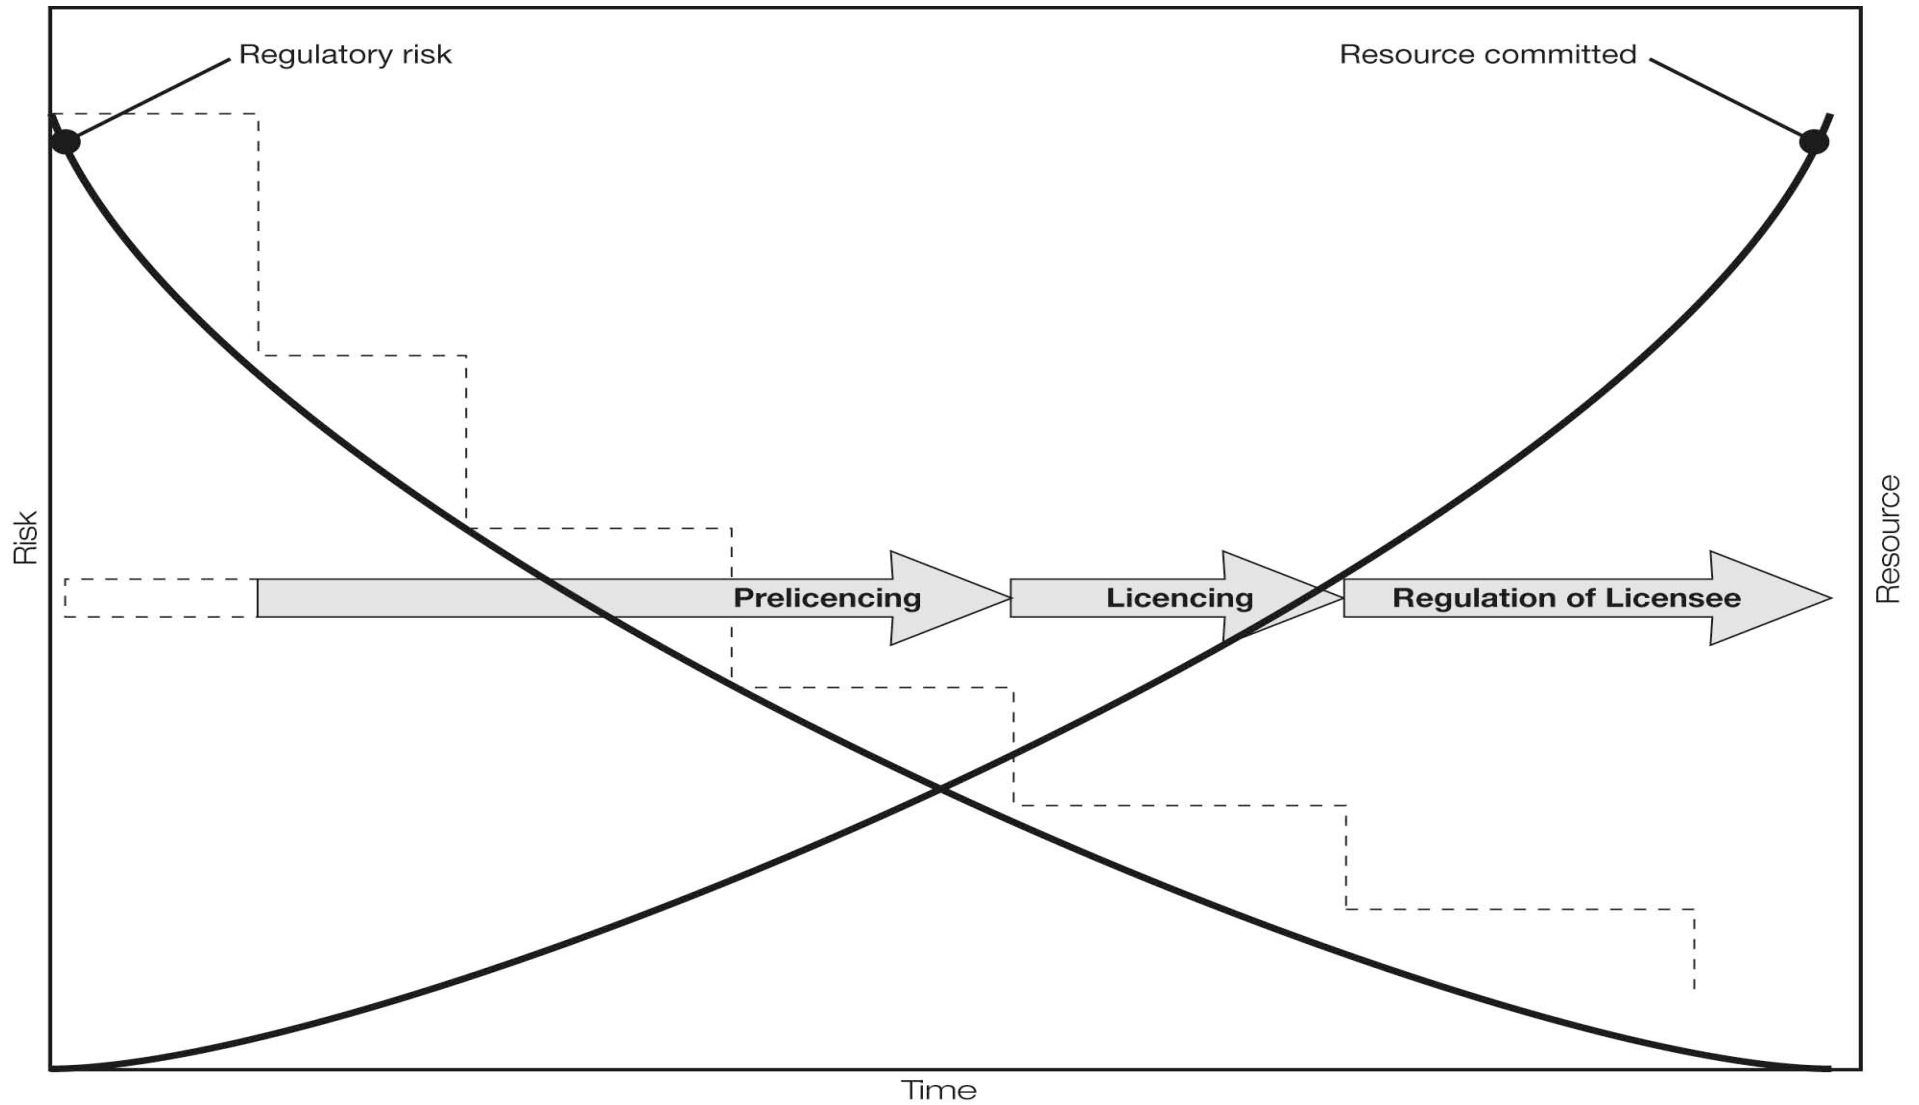 Regulatory risk
Resource committed
Risk
Prelicencing
Licencing
Regulation of Licensee
Resource
Time